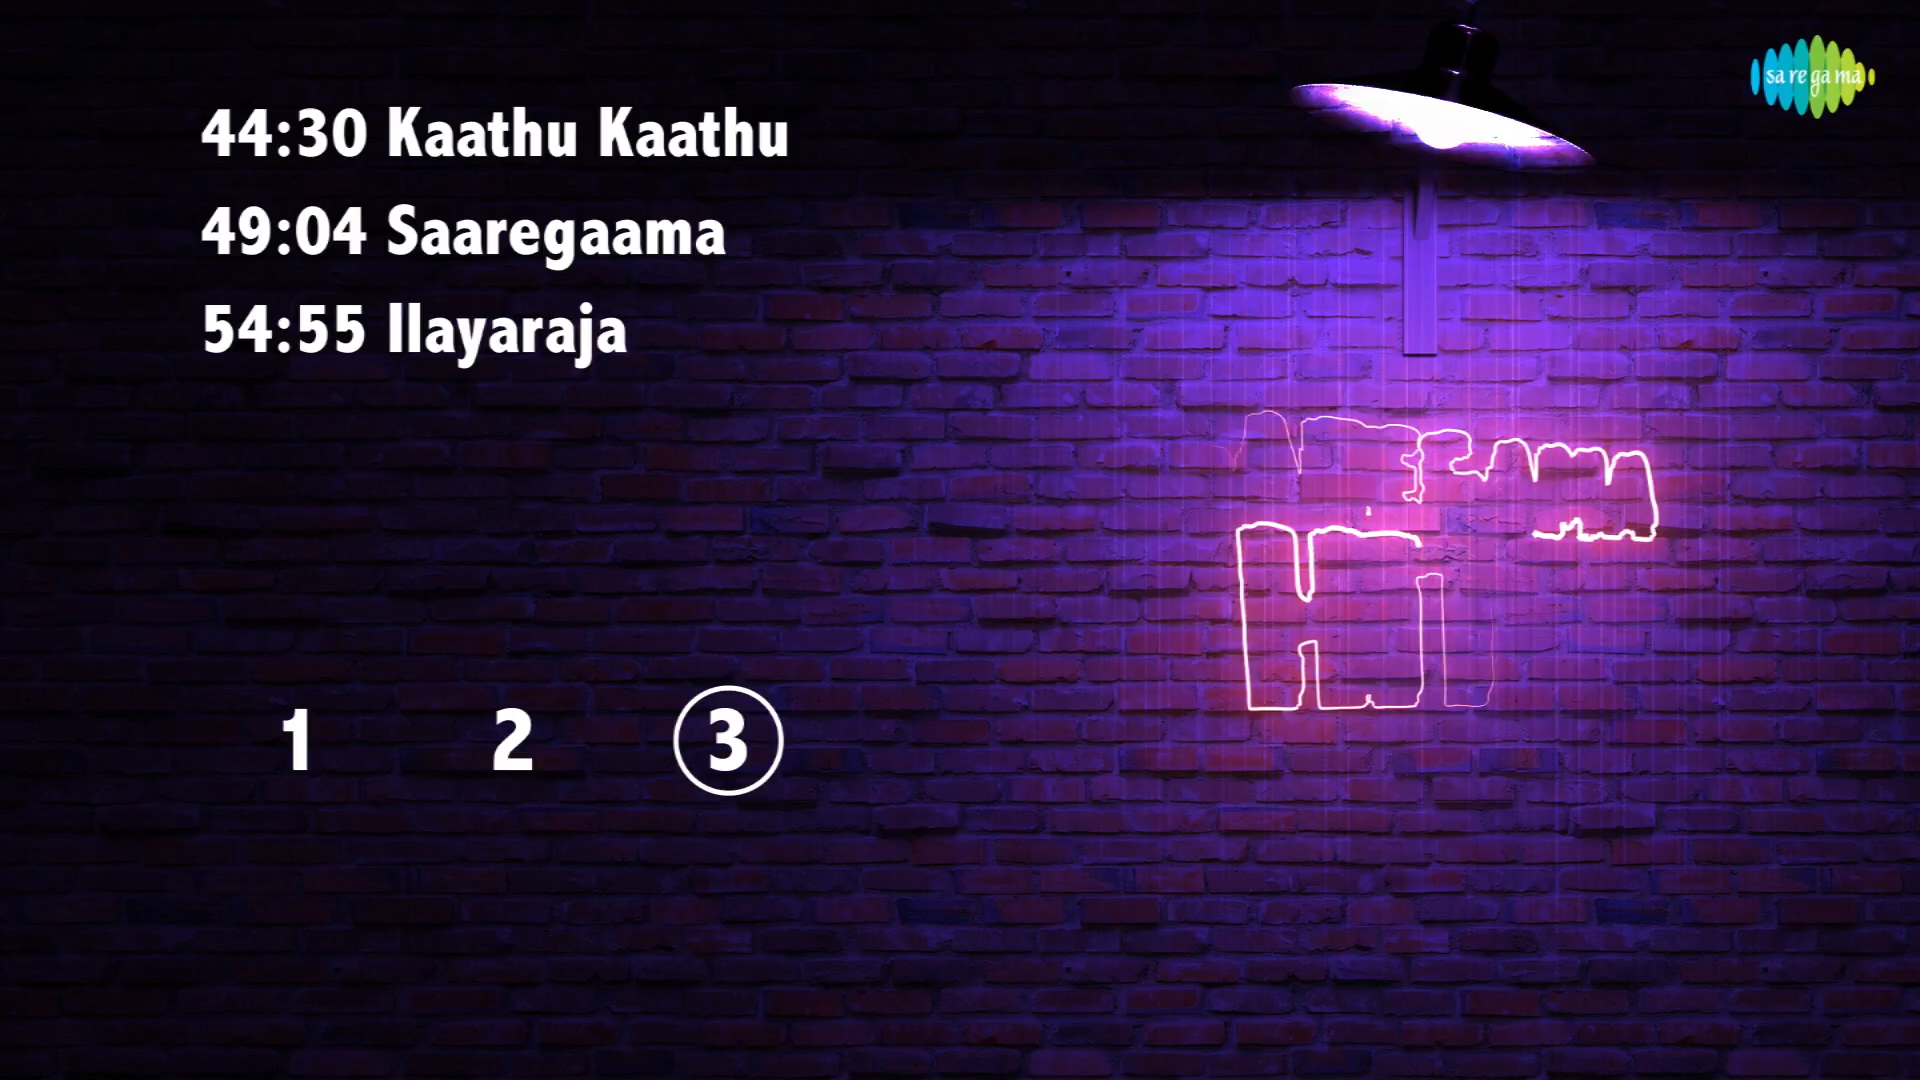 saregama
44:30 Kaathu Kaathu
49:04 Saaregaama
54:55 Ilayaraja
1 2 3